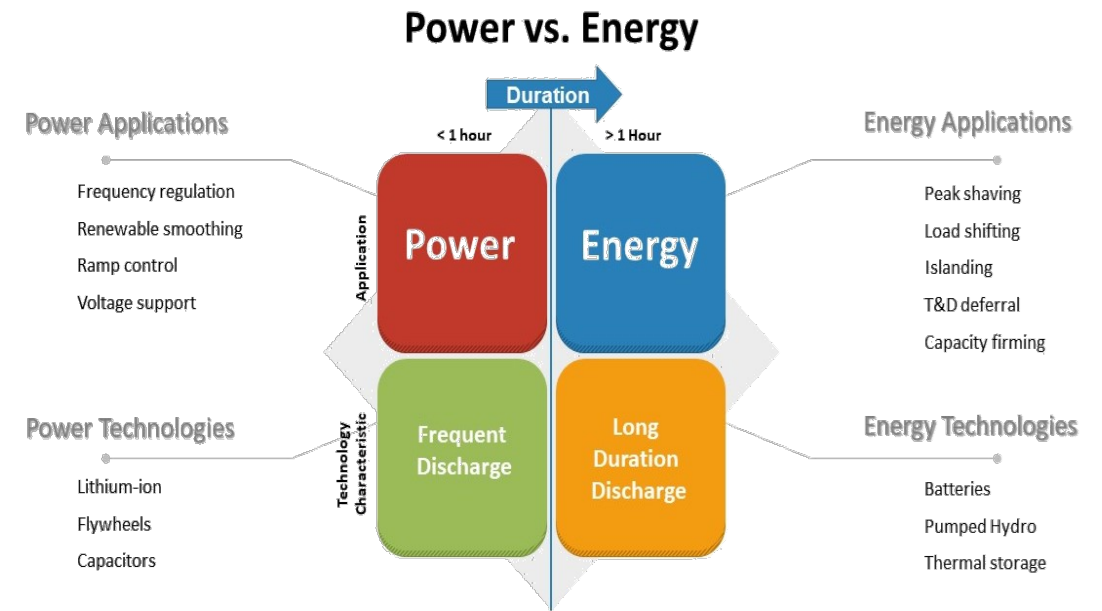 Power vs. Energy
Duration
< 1 hour
> 1 Hour
Power Applications
Frequency regulation
Renewable smoothing
Ramp control
Voltage support
Application
Power
Energy
Energy Applications
Peak shaving
Load shifting
Islanding
T&D deferral
Capacity firming
Power Technologies
Lithium-ion
Flywheels
Capacitors
Technology
Characteristic
Frequent
Discharge
Long
Duration
Discharge
Energy Technologies
Batteries
Pumped Hydro
Thermal storage